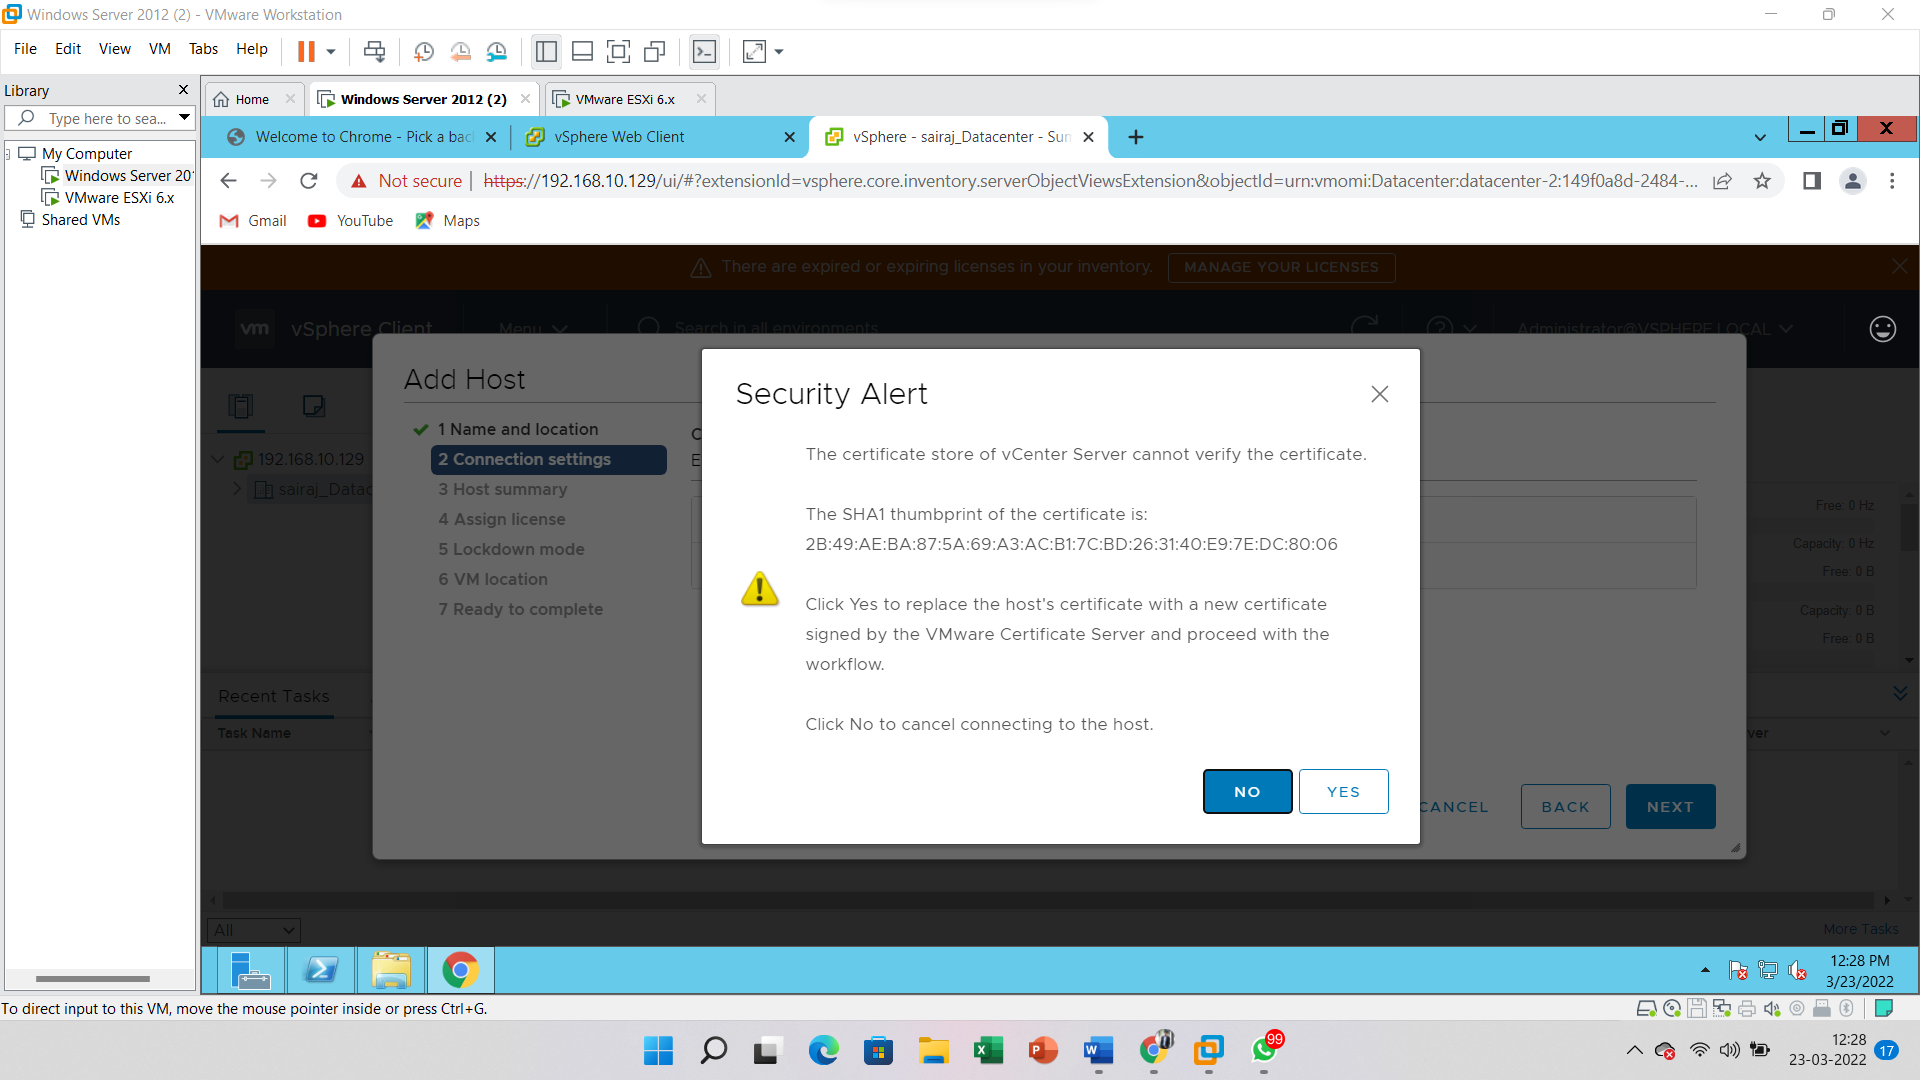 Windows Server 2012 (2) - VMware Workstation
File Edit View VM Tabs Help
Library
Type here to sea...
My Computer
Windows Server 20
VMware ESXi 6.x
Shared VMs
Home
Windows Server 2012 (2)
VMware ESXi 6.x
Welcome to Chrome - Pick a bac
vSphere Web Client
vSphere - sairaj_Datacenter - Sum
Not secure | https://192.168.10.129/ui/#?extensionId=vsphere.core.inventory.serverObjectViewsExtension&objectId=urn:vmomi:Datacenter:datacenter-2:149f0a8d-2484-...
Gmail YouTube Maps
There are expired or expiring licenses in your inventory. MANAGE YOUR LICENSES
vm vSphere Client Menu Search in all environments Administrator@VSPHERE.LOCAL
192.168.10.129
sairaj_Datac
Add Host
1 Name and location
2 Connection settings
3 Host summary
4 Assign license
5 Lockdown mode
6 VM location
7 Ready to complete
Security Alert
The certificate store of vCenter Server cannot verify the certificate.
The SHA1 thumbprint of the certificate is:
2B:49:AE:BA:87:5A:69:A3:AC:B1:7C:BD:26:31:40:E9:7E:DC:80:06
Click Yes to replace the host's certificate with a new certificate
signed by the VMware Certificate Server and proceed with the
workflow.
Click No to cancel connecting to the host.
NO YES
CANCEL BACK NEXT
Free: 0 Hz
Capacity: 0 Hz
Free: 0 B
Capacity: 0 B
Free: 0 B
Recent Tasks
Task Name
ver
All
More Tasks
12:28 PM
3/23/2022
To direct input to this VM, move the mouse pointer inside or press Ctrl+G.
99
12:28
23-03-2022
17